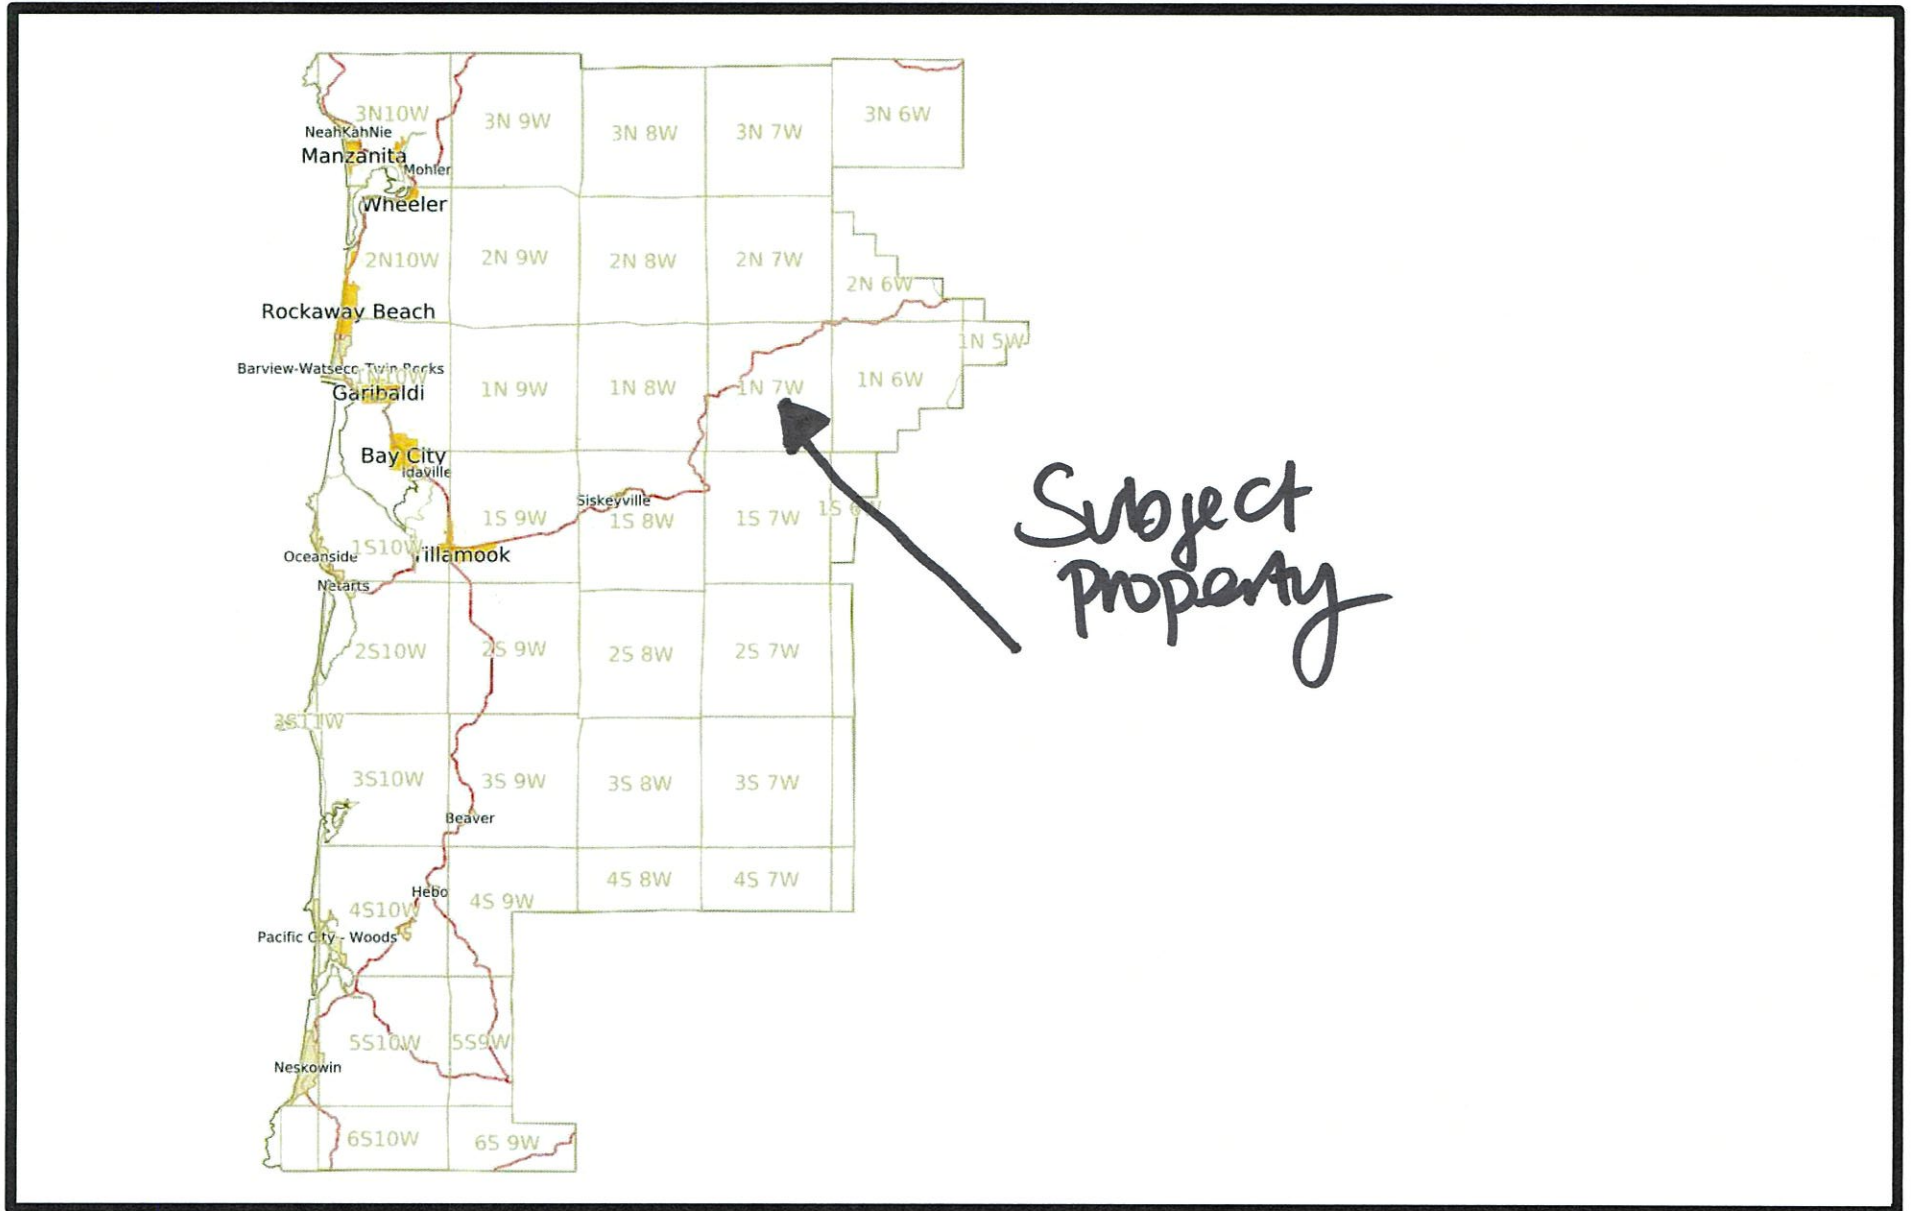 3N10W
3N 9W
3N 8W
3N 7W
3N 6W
NeahKahNie
Manzanita
Mohler
Wheeler
2N10W
2N 9W
2N 8W
2N 7W
2N 6W
Rockaway Beach
1N 5W
Barview-Watseco-Twin Rocks
1N10W
Garibaldi
1N 9W
1N 8W
1N 7W
1N 6W
Bay City
Idaville
Siskeyville
1S 9W
1S 8W
1S 7W
1S 6W
Subject
Property
1S10W
Oceanside
Tillamook
Netarts
2S10W
2S 9W
2S 8W
2S 7W
3S11W
3S10W
3S 9W
3S 8W
3S 7W
Beaver
Hebo
4S10W
4S 9W
4S 8W
4S 7W
Pacific City - Woods
5S10W
5S9W
Neskowin
6S10W
6S 9W